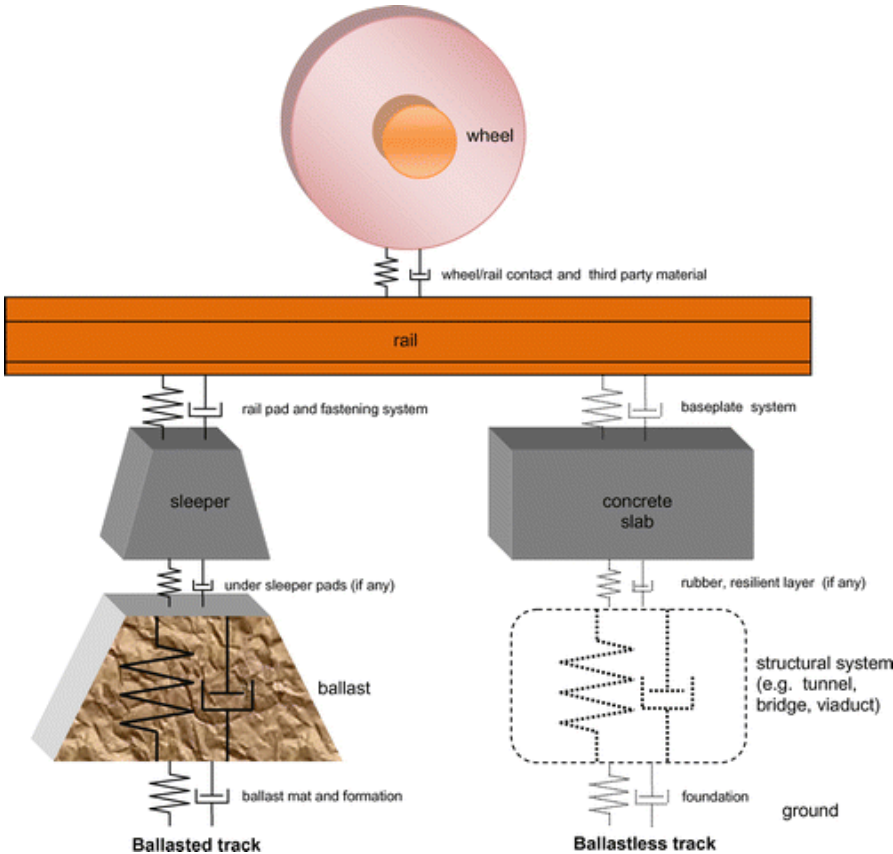 wheel
wheel/rail contact and third party material
rail
rail pad and fastening system
baseplate system
sleeper
concrete
slab
under sleeper pads (if any)
rubber, resilient layer (if any)
ballast
structural system
(e.g. tunnel,
bridge, viaduct)
ballast mat and formation
foundation
ground
Ballasted track
Ballastless track